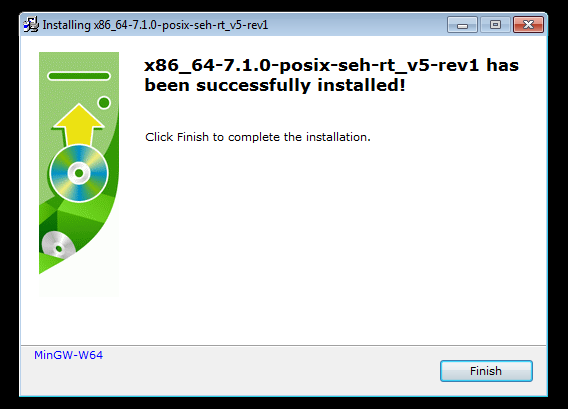 Installing x86_64-7.1.0-posix-seh-rt_v5-rev1
x86_64-7.1.0-posix-seh-rt_v5-rev1 has
been successfully installed!
Click Finish to complete the installation.
MinGW-W64
Finish